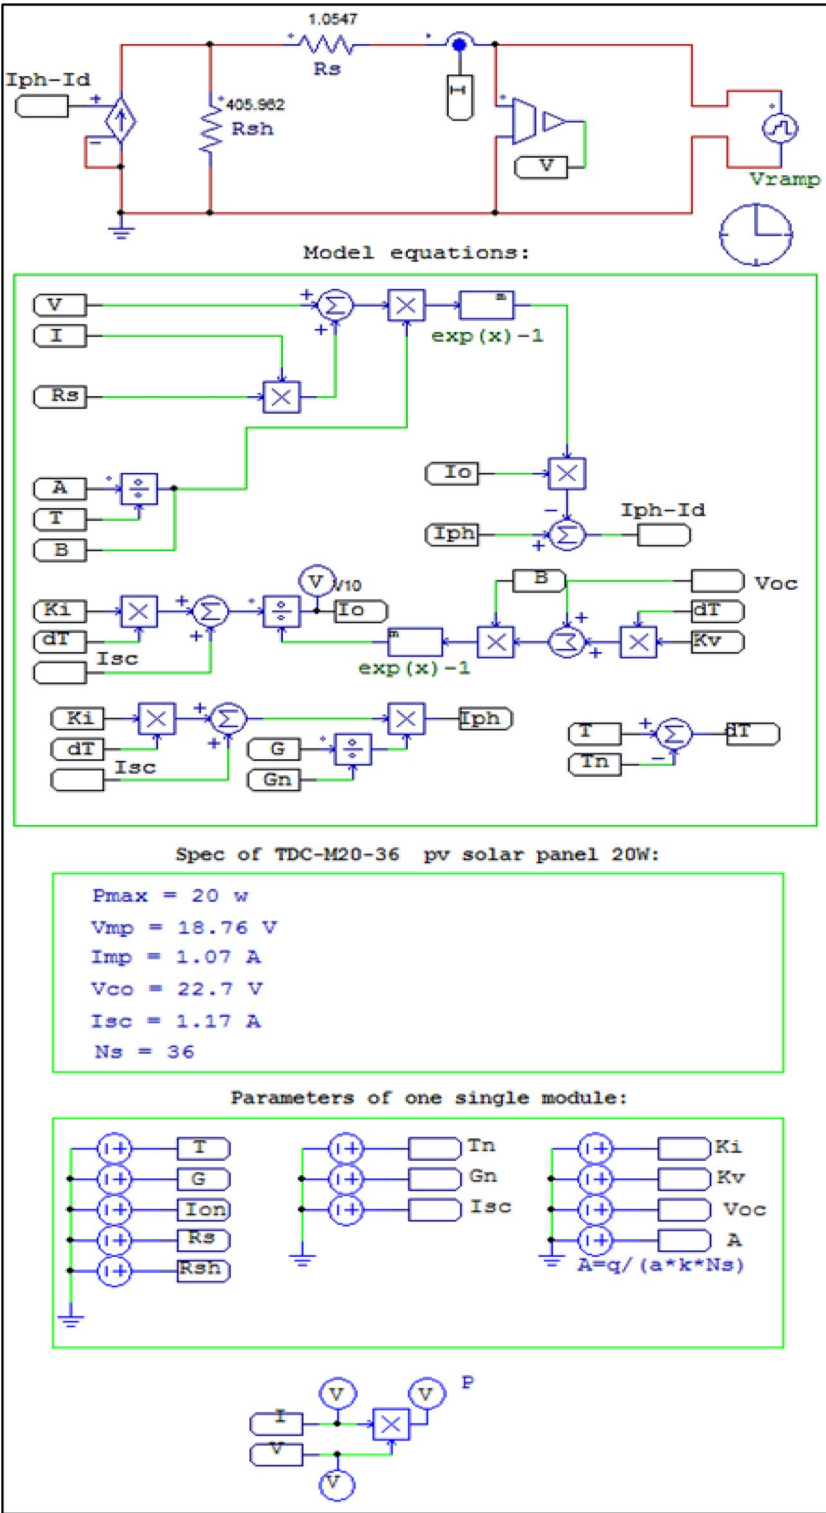 1.0547
Rs
Iph-Id
405.962
Rsh
I
V
Vramp
Model equations:
V
I
Rs
exp(x)-1
A
T
B
Io
Iph
Iph-Id
Ki
dT
Isc
V
V10
Io
exp(x)-1
B
Voc
dT
Kv
Ki
dT
Isc
G
Gn
Iph
T
Tn
dT
Spec of TDC-M20-36 pv solar panel 20W:
Pmax = 20 w
Vmp = 18.76 V
Imp = 1.07 A
Vco = 22.7 V
Isc = 1.17 A
Ns = 36
Parameters of one single module:
T
G
Ion
Rs
Rsh
Tn
Gn
Isc
Ki
Kv
Voc
A
A=q/(a*k*Ns)
I
V
V
V
P
V